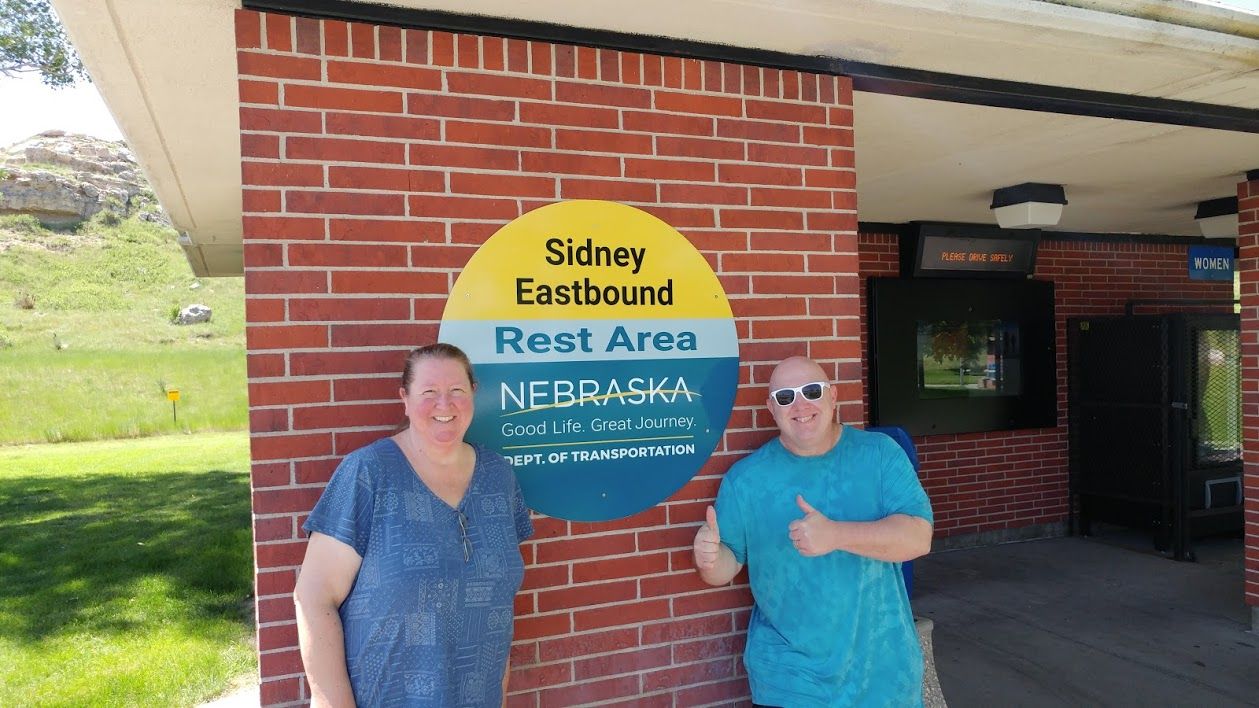 Sidney
Eastbound
Rest Area
NEBRASKA
Good Life. Great Journey.
DEPT. OF TRANSPORTATION
PLEASE DRIVE SAFELY
WOMEN